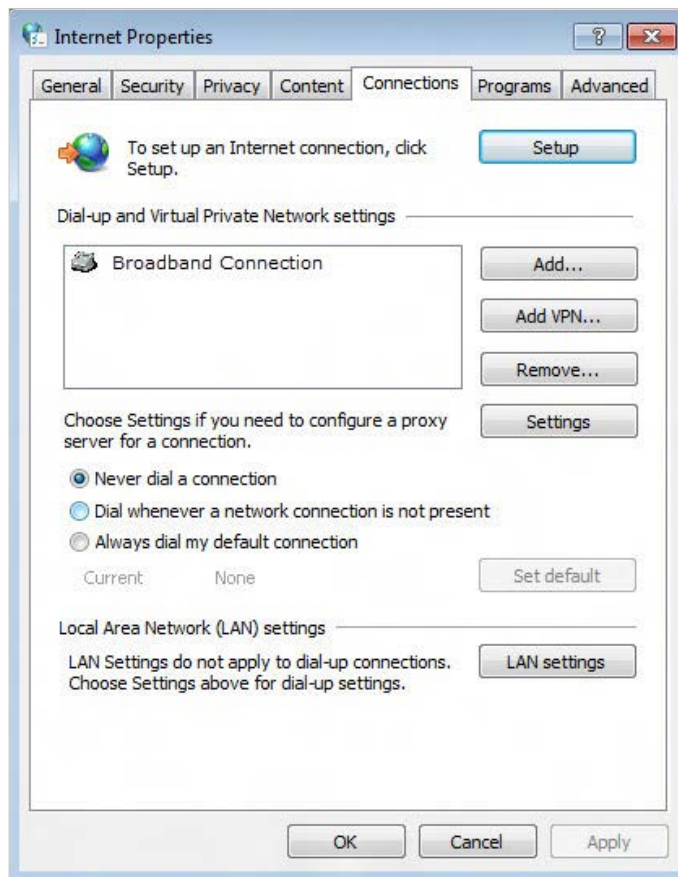 Internet Properties
General Security Privacy Content Connections Programs Advanced
To set up an Internet connection, click
Setup.
Setup
Dial-up and Virtual Private Network settings
Broadband Connection
Add...
Add VPN...
Remove...
Choose Settings if you need to configure a proxy
server for a connection.
Settings
Never dial a connection
Dial whenever a network connection is not present
Always dial my default connection
Current None
Set default
Local Area Network (LAN) settings
LAN Settings do not apply to dial-up connections.
Choose Settings above for dial-up settings.
LAN settings
OK Cancel Apply